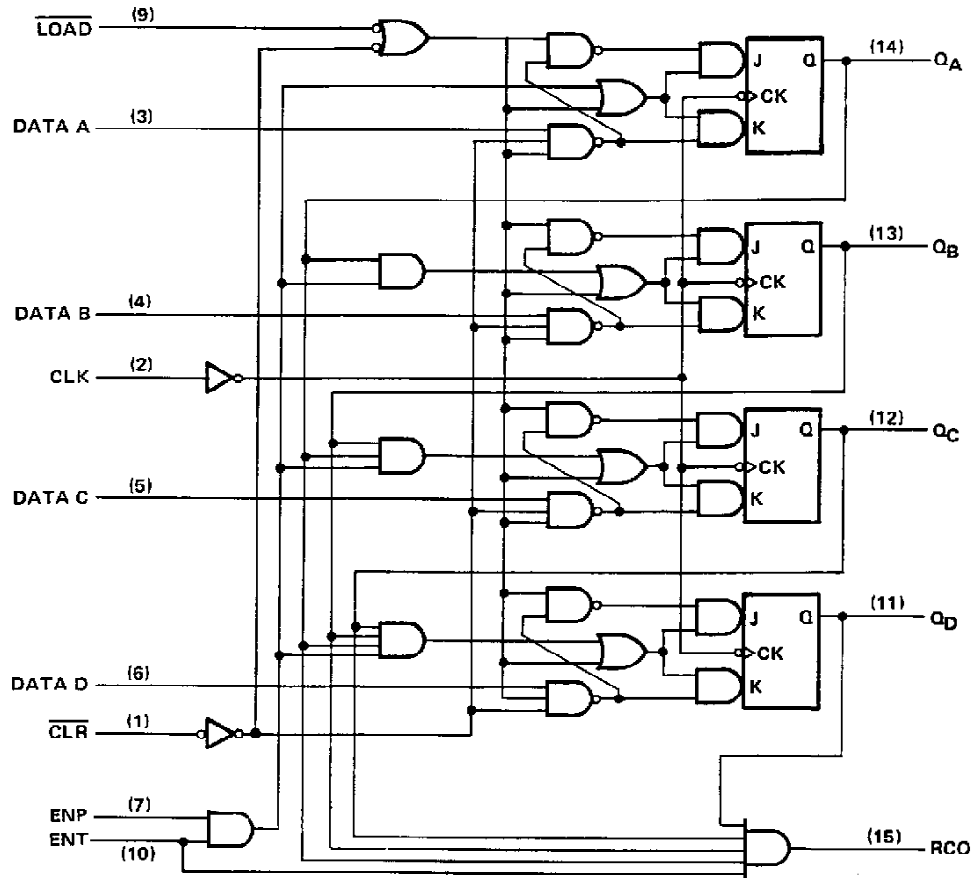 LOAD (9)
(14) QA
J Q
CK
K
DATA A (3)
(13) QB
J Q
CK
K
DATA B (4)
CLK (2)
(12) QC
J Q
CK
K
DATA C (5)
(11) QD
J Q
CK
K
DATA D (6)
CLR (1)
ENP (7)
ENT (10)
(15) RCO